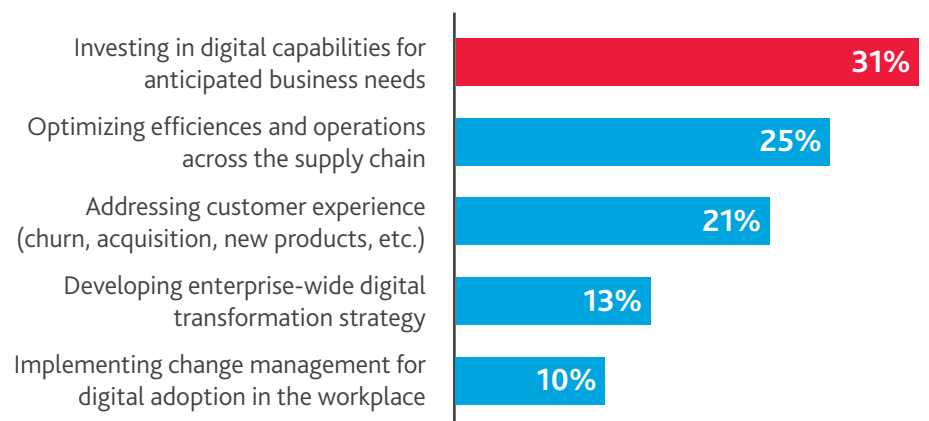 Investing in digital capabilities for
anticipated business needs
31%
Optimizing efficiences and operations
across the supply chain
25%
Addressing customer experience
(churn, acquisition, new products, etc.)
21%
Developing enterprise-wide digital
transformation strategy
13%
Implementing change management for
digital adoption in the workplace
10%